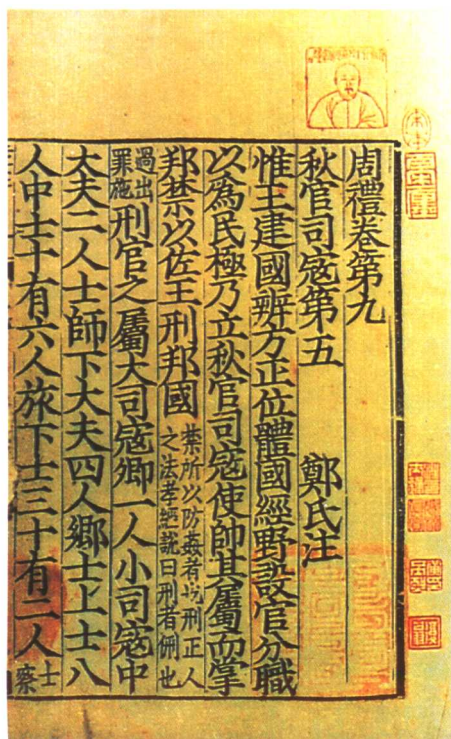 周禮卷第九
秋官司寇第五　鄭氏注
惟王建國辨方正位體國經野設官分職
以為民極乃立秋官司寇使帥其屬而掌
邦禁以佐王刑邦國
禁所以防姦者也刑正人
之法孝經說曰刑者侀也
過出
罪施
刑官之屬大司寇卿一人小司寇中
大夫二人士師下大夫四人鄉士上士八
人中士十有六人旅下士三十有二人
士
察
宋本